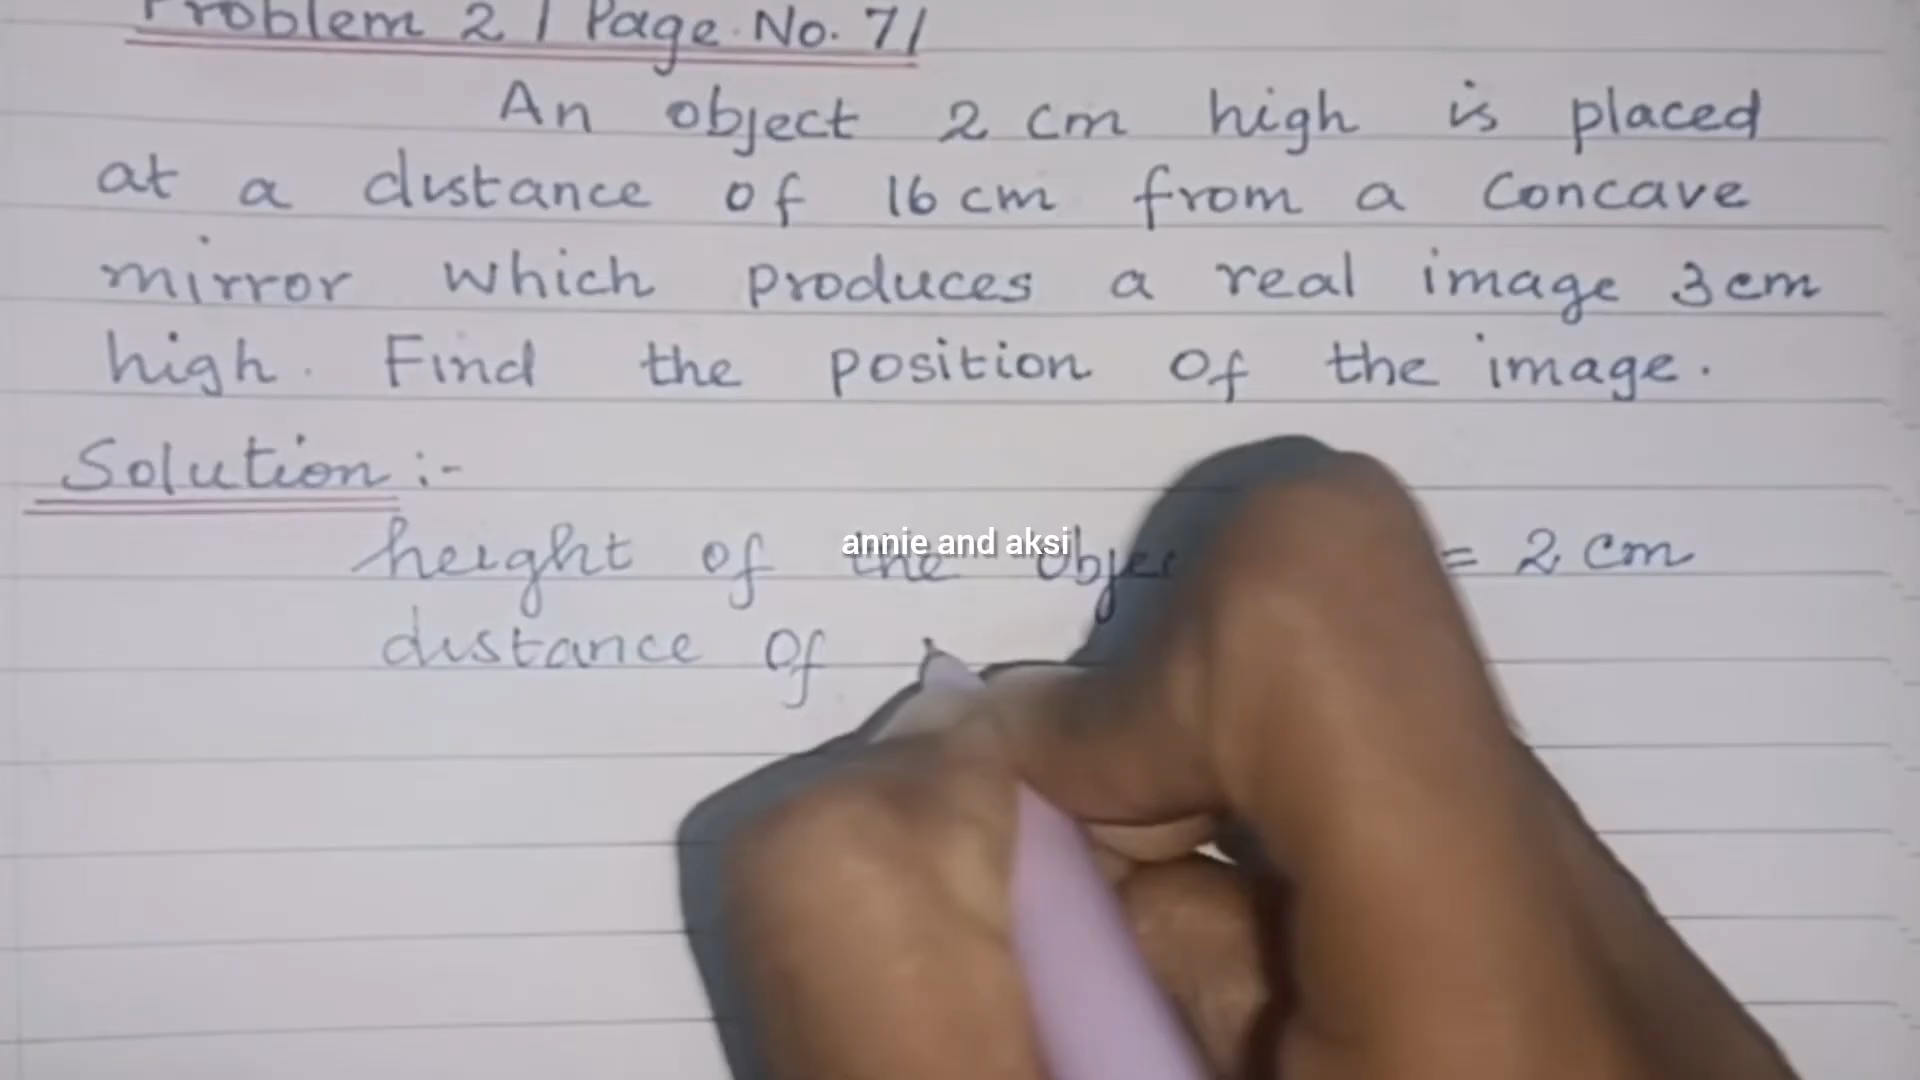 Problem 2 / Page No. 71
An object 2 cm high is placed
at a distance of 16 cm from a concave
mirror which produces a real image 3 cm
high. Find the position of the image.
Solution :-
height of the = 2 cm
annie and aksi
distance of